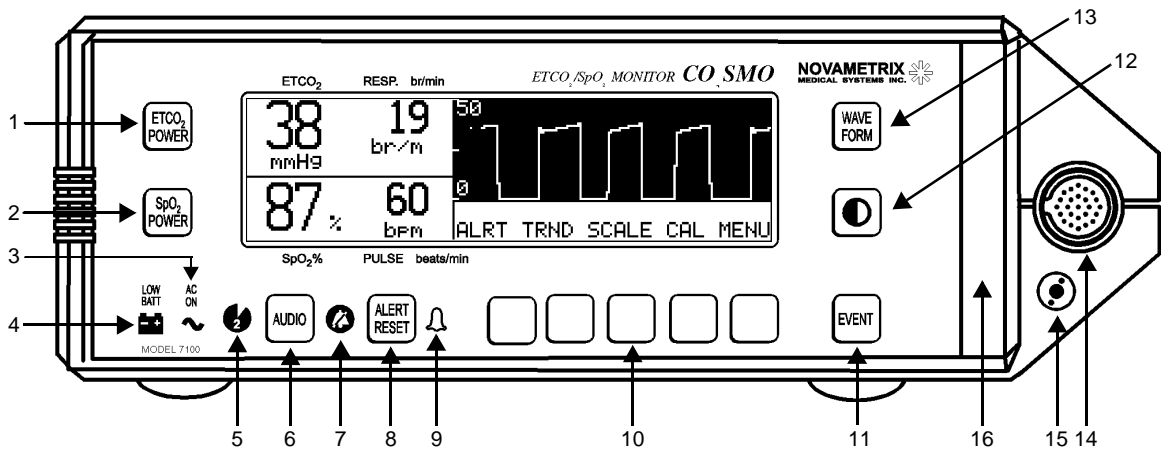 13
ETCO2 RESP. br/min ETCO2/SpO2 MONITOR CO2SMO NOVAMETRIX
MEDICAL SYSTEMS INC.
12
1
ETCO2
POWER
38
mmHg
19
br/m
50
0
WAVE
FORM
2
SpO2
POWER
87 %
60
bpm
ALRT TRND SCALE CAL MENU
SpO2% PULSE beats/min
3
LOW
BATT
AC
ON
4
2
AUDIO
ALERT
RESET
EVENT
MODEL 7100
5 6 7 8 9 10 11 16 15 14